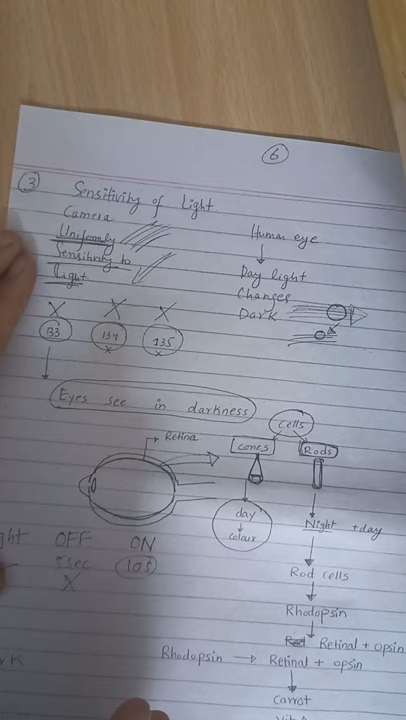 6
3 Sensitivity of Light
Camera
Uniformly
Sensitivity to
Light
Human eye
Day light
Changes
Dark
133 134 135
Eyes see in darkness
cells
cones Rods
Retina
day
colour
Night + day
Rod cells
Rhodopsin
Retinal + opsin
Rhodopsin → Retinal + opsin
Carrot
ght OFF ON
5sec 10s
X